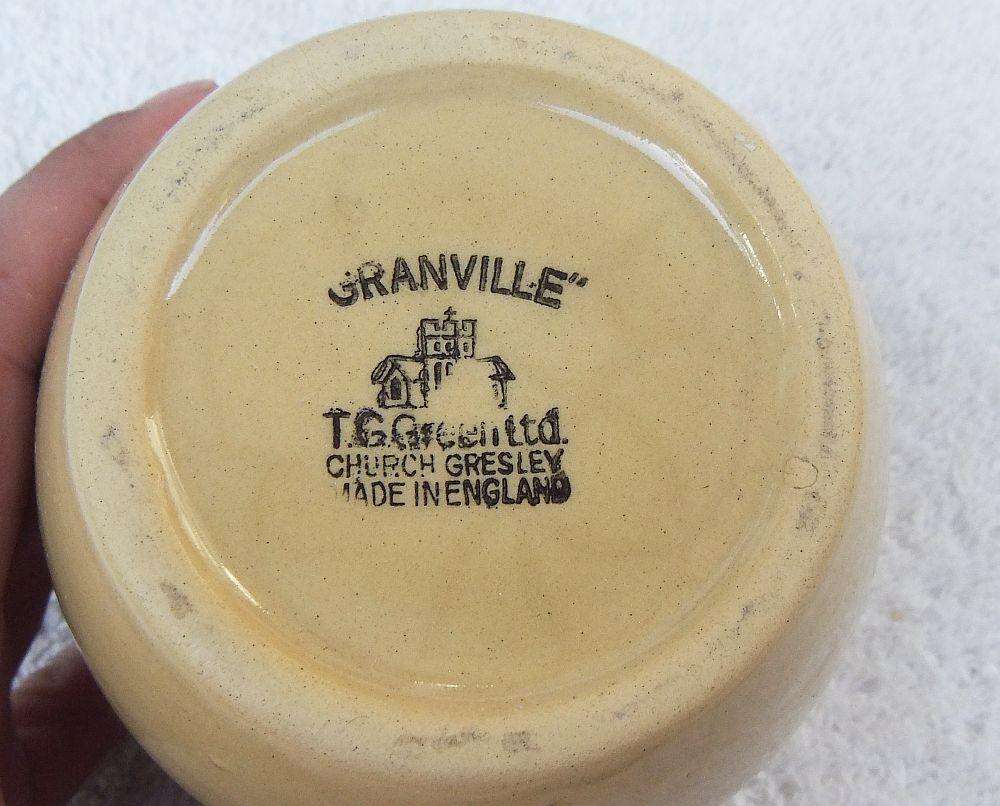 GRANVILLE"
T.G.Green Ltd.
CHURCH GRESLEY
MADE IN ENGLAND